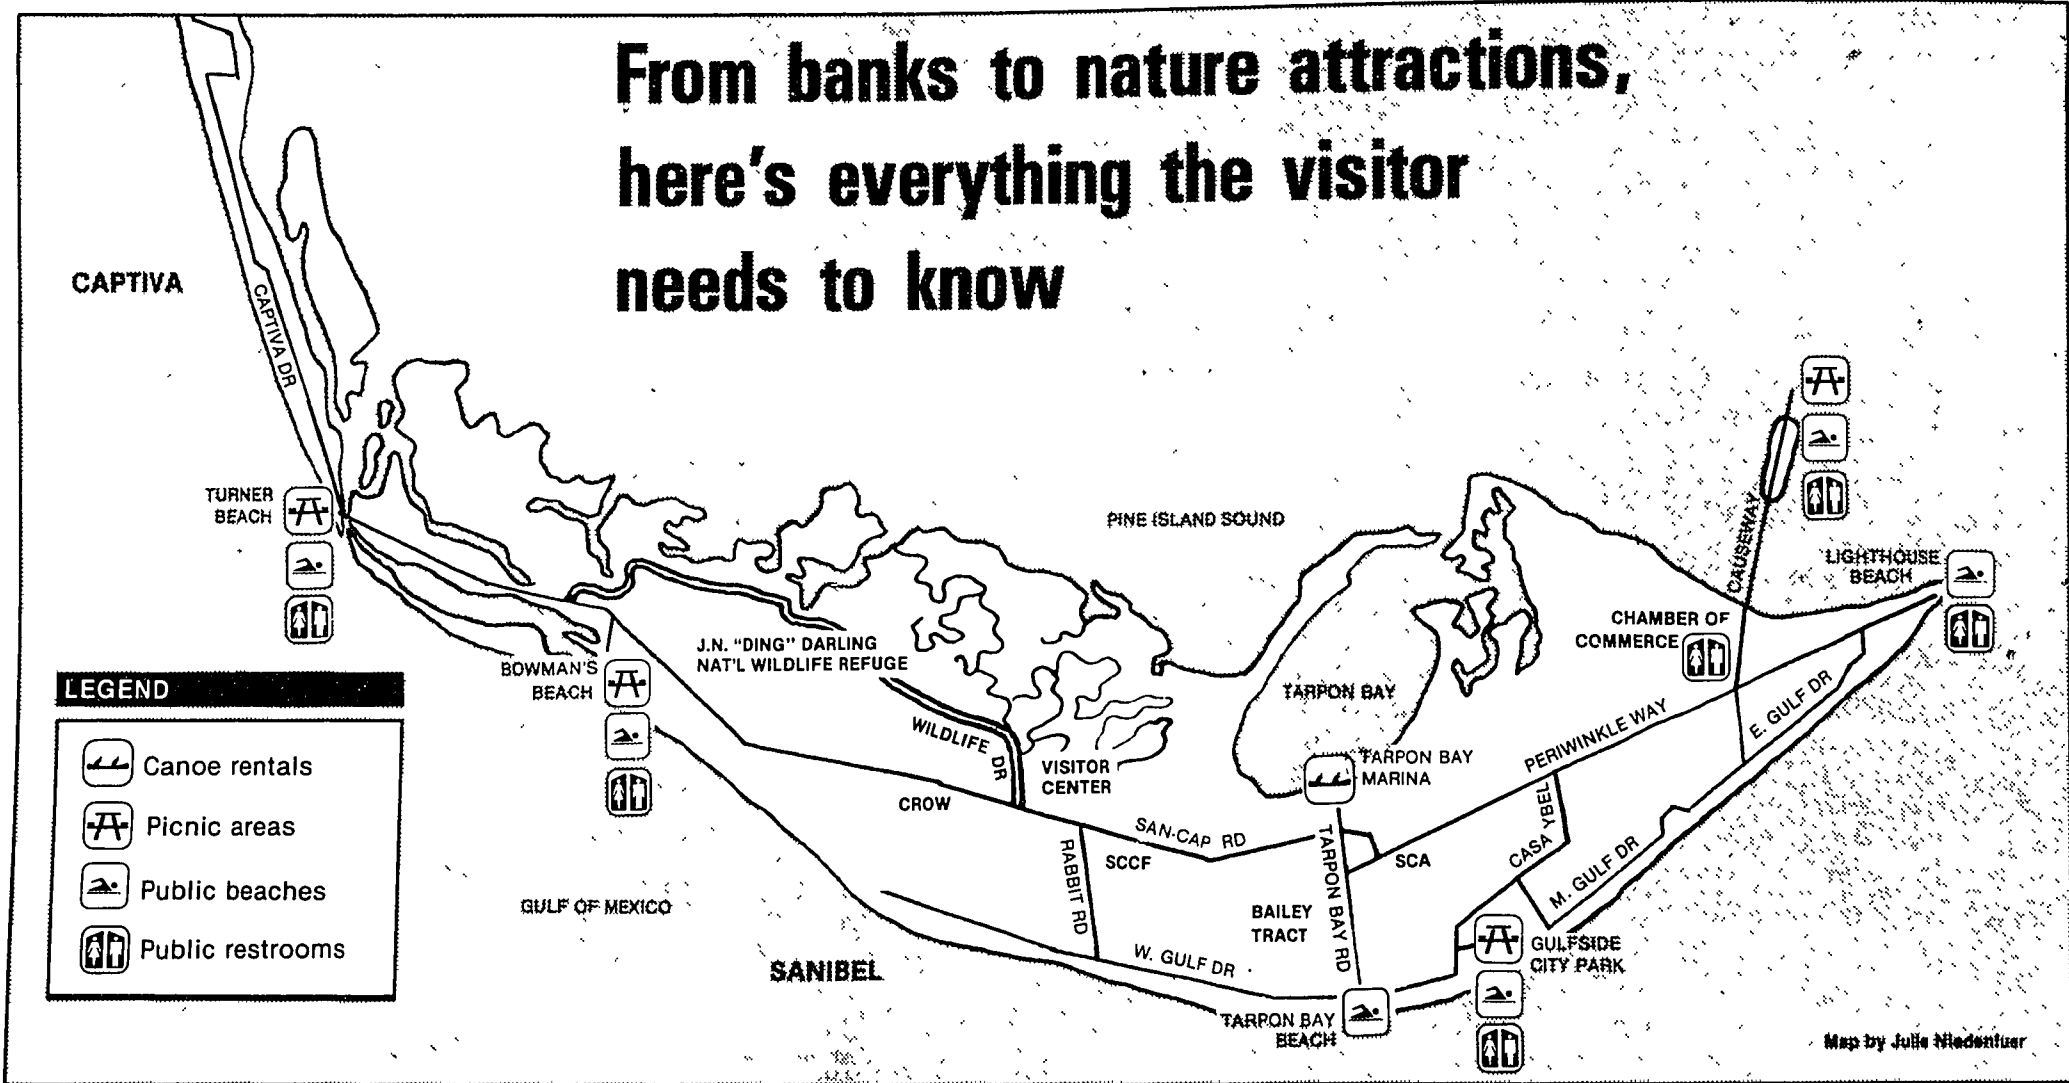 From banks to nature attractions,
here's everything the visitor
needs to know
CAPTIVA
CAPTIVA DR
TURNER
BEACH
PINE ISLAND SOUND
CAUSEWAY
LIGHTHOUSE
BEACH
CHAMBER OF
COMMERCE
J.N. "DING" DARLING
NAT'L WILDLIFE REFUGE
BOWMAN'S
BEACH
TARPON BAY
WILDLIFE DR
VISITOR
CENTER
TARPON BAY
MARINA
PERIWINKLE WAY
E. GULF DR
CROW
SAN-CAP RD
RABBIT RD
SCCF
TARPON BAY RD
SCA
CASA YBEL
M. GULF DR
GULF OF MEXICO
BAILEY
TRACT
W. GULF DR
GULFSIDE
CITY PARK
SANIBEL
TARPON BAY
BEACH
LEGEND
Canoe rentals
Picnic areas
Public beaches
Public restrooms
Map by Julie Niedenfuer